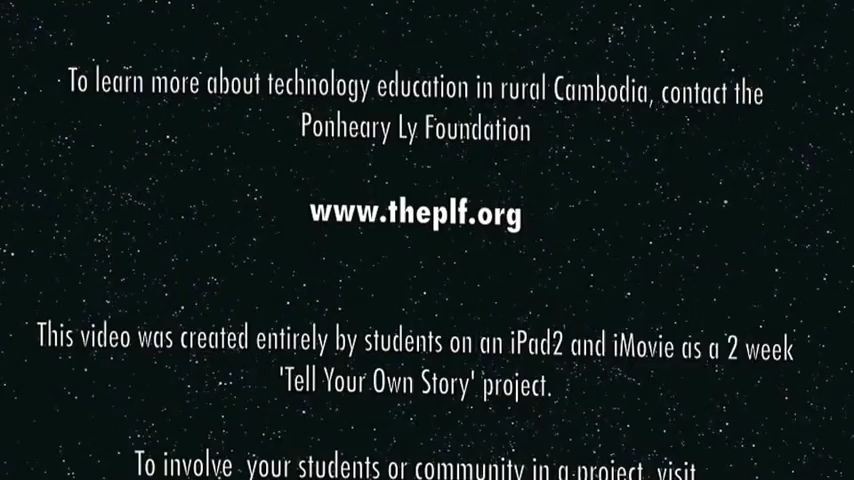 To learn more about technology education in rural Cambodia, contact the
Ponheary Ly Foundation
www.theplf.org
This video was created entirely by students on an iPad2 and iMovie as a 2 week
'Tell Your Own Story' project.
To involve your students or community in a project, visit